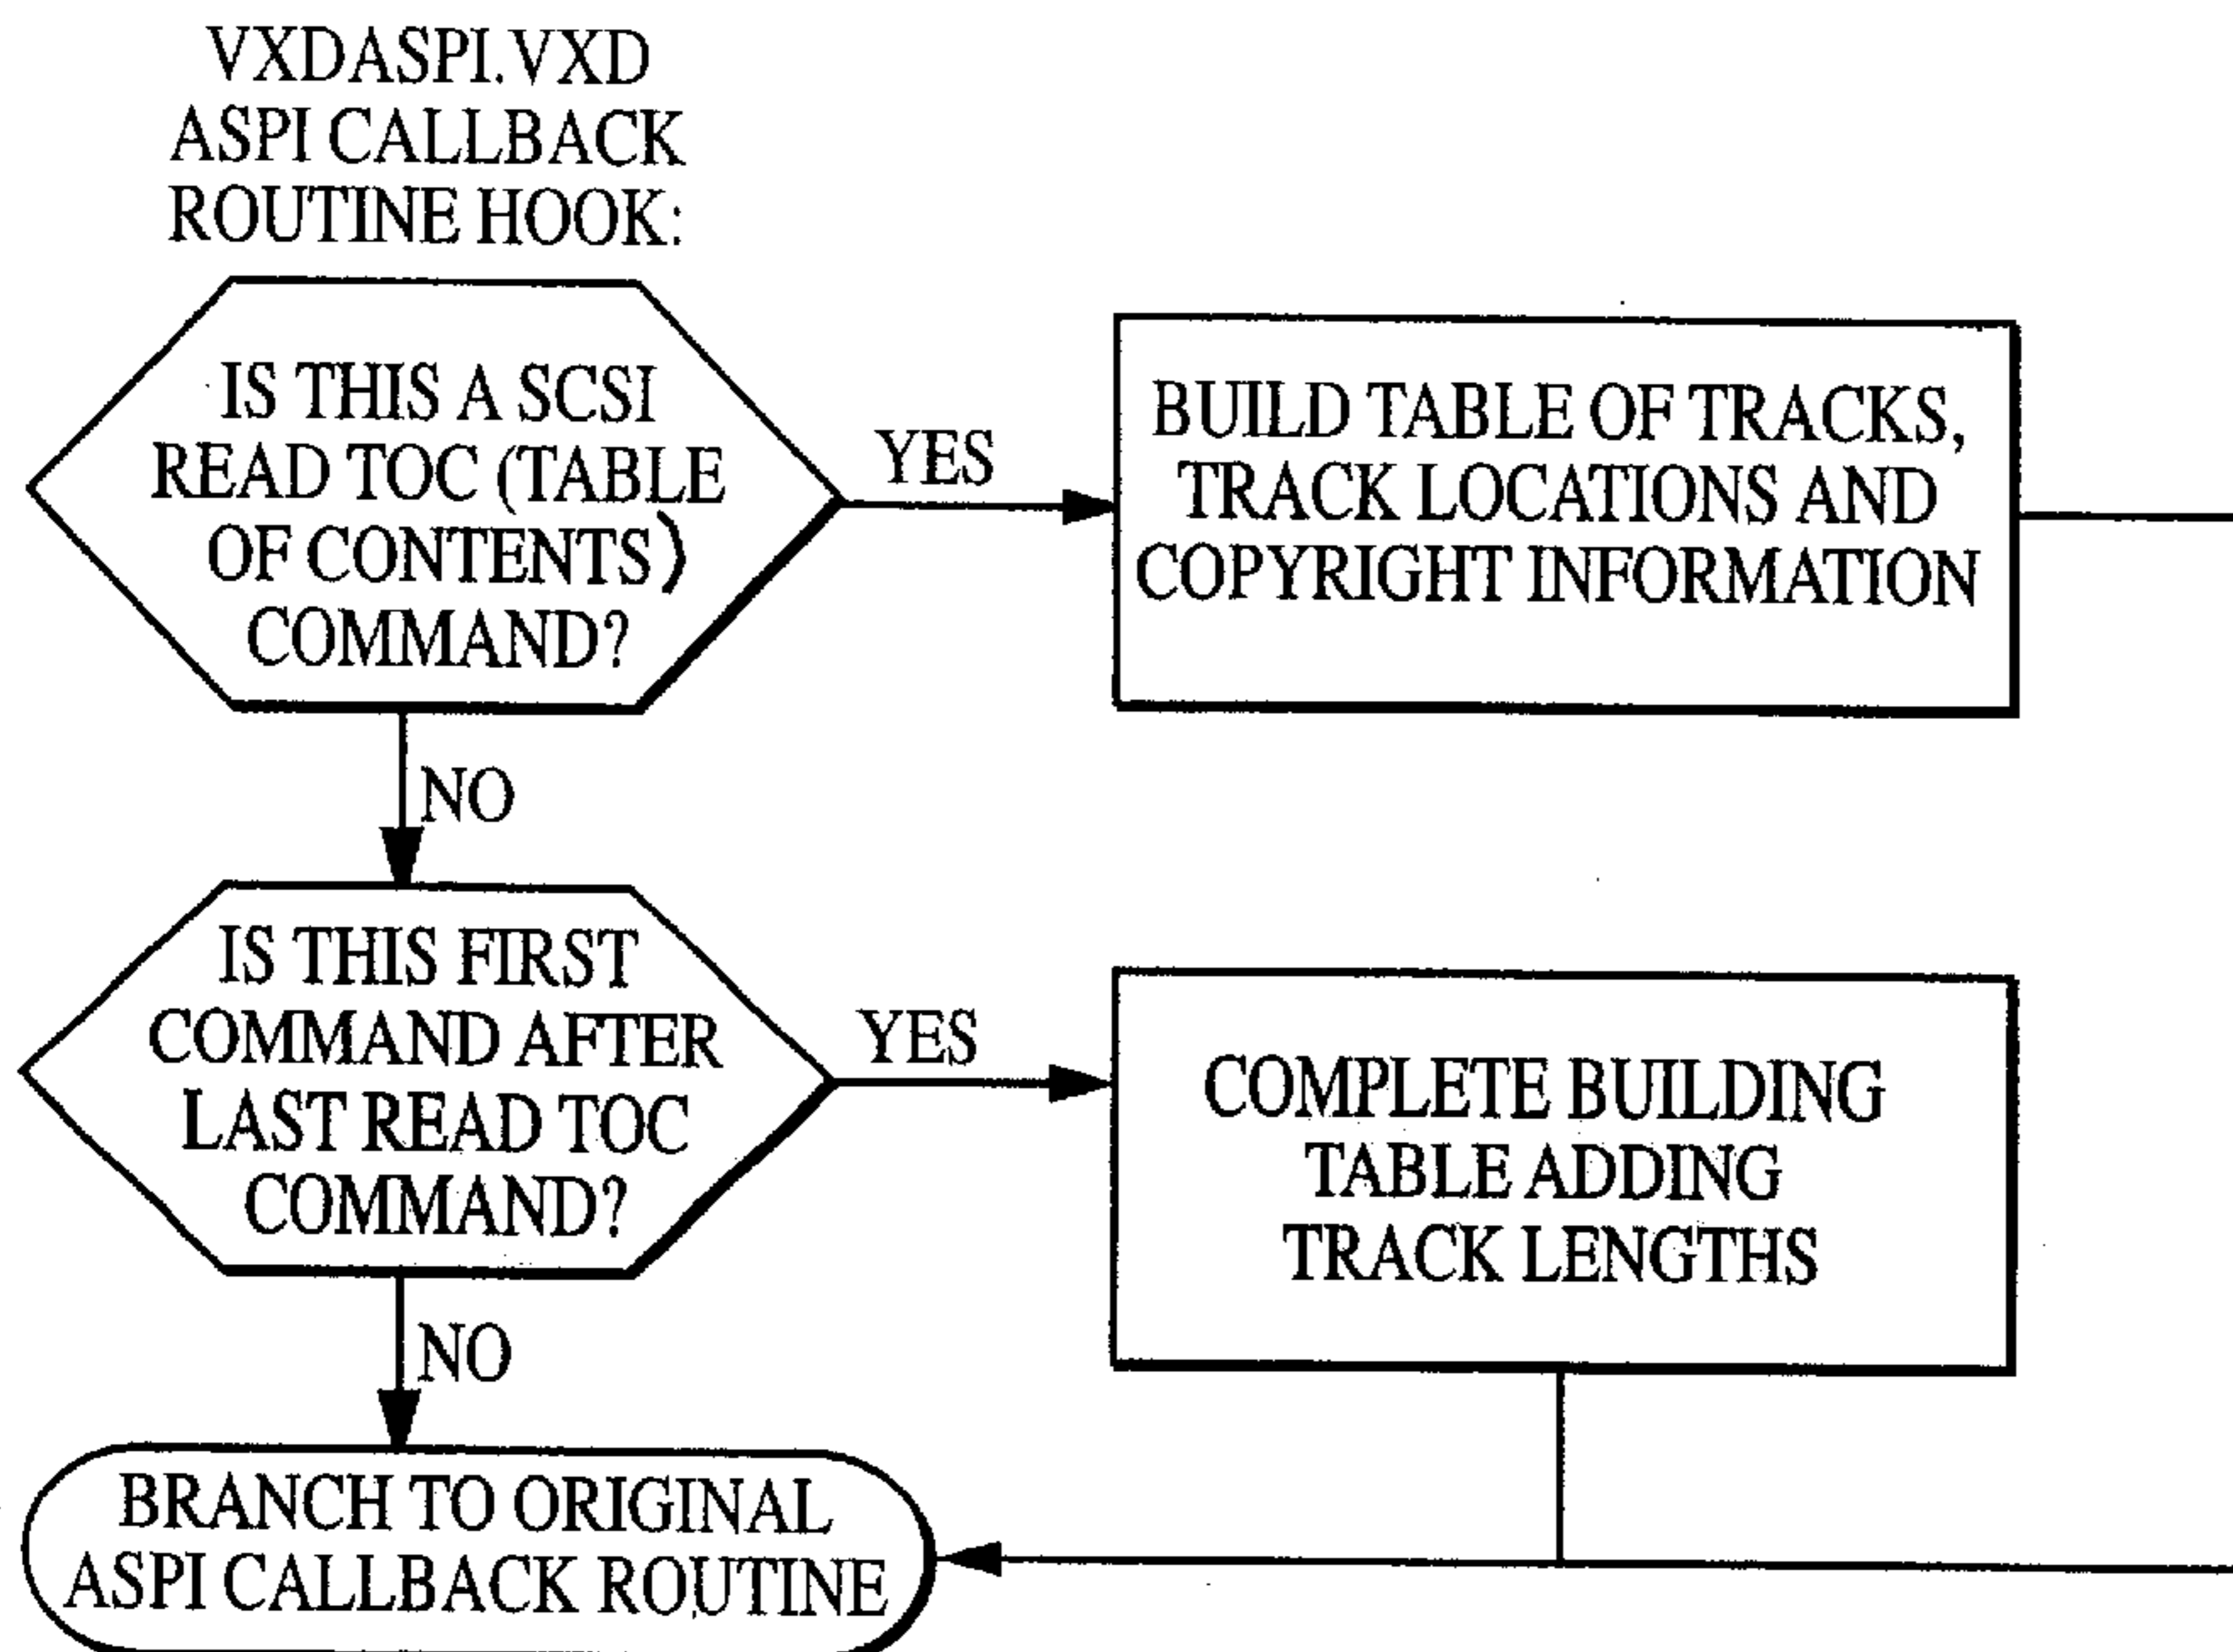 VXDASPI.VXD
ASPI CALLBACK
ROUTINE HOOK:
IS THIS A SCSI
READ TOC (TABLE
OF CONTENTS)
COMMAND?
YES
BUILD TABLE OF TRACKS,
TRACK LOCATIONS AND
COPYRIGHT INFORMATION
NO
IS THIS FIRST
COMMAND AFTER
LAST READ TOC
COMMAND?
YES
COMPLETE BUILDING
TABLE ADDING
TRACK LENGTHS
NO
BRANCH TO ORIGINAL
ASPI CALLBACK ROUTINE